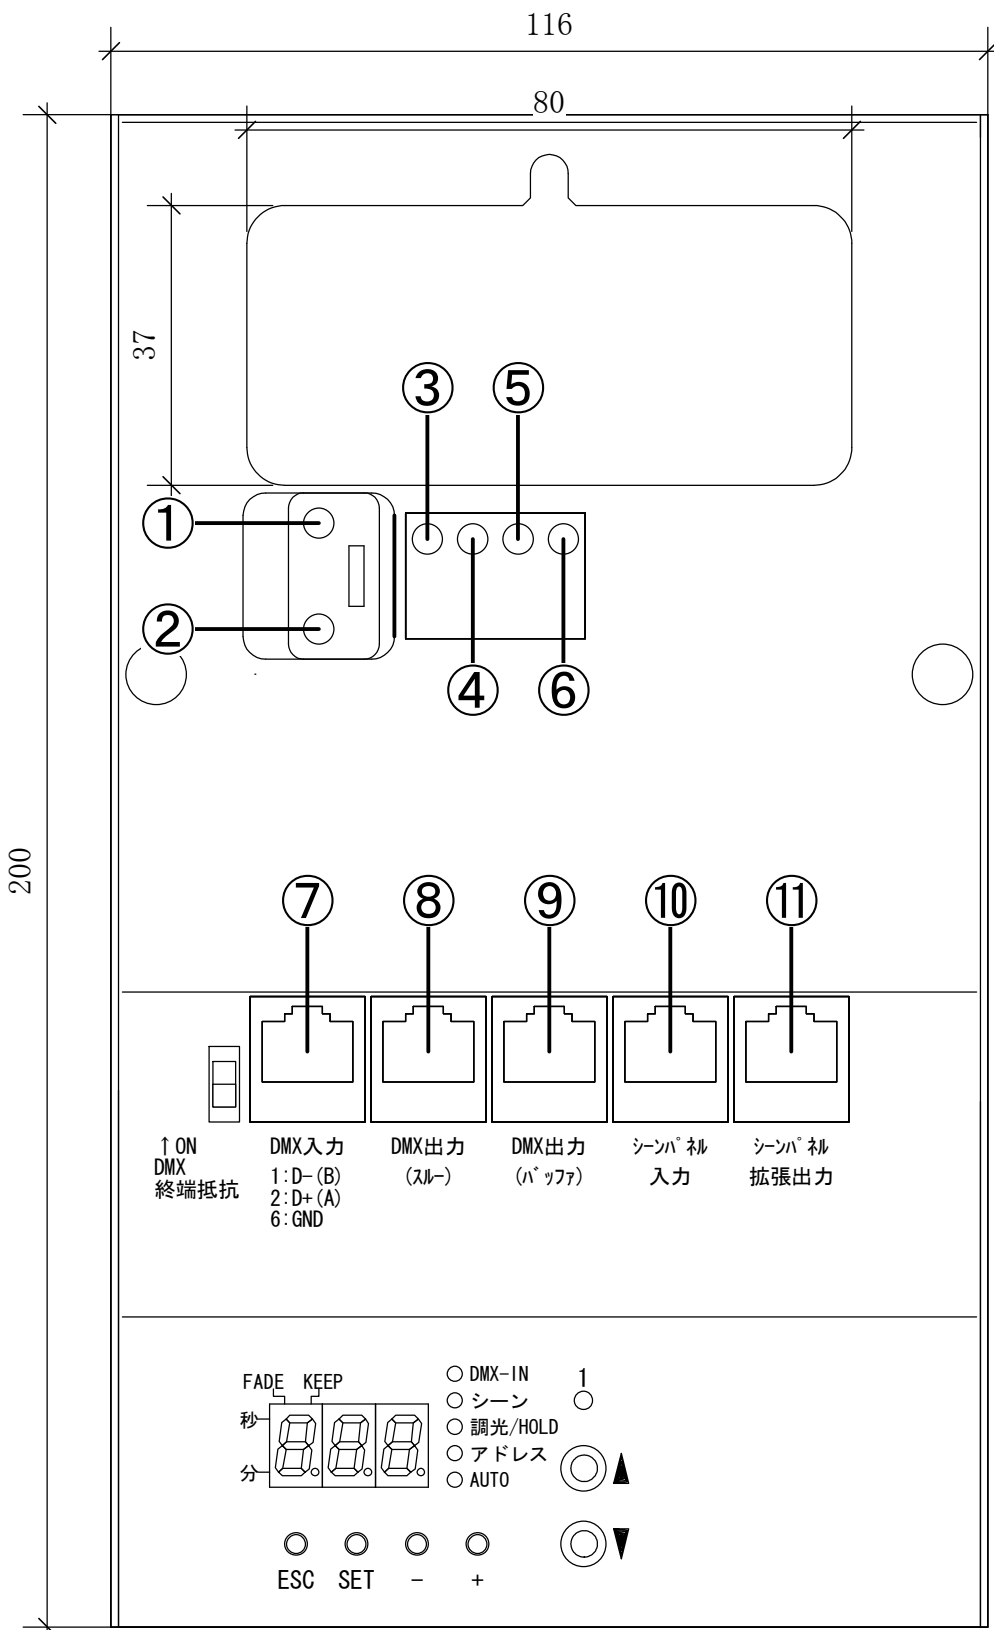 116
80
37
200
③
⑤
①
②
④
⑥
⑦
⑧
⑨
⑩
⑪
↑ON
DMX
終端抵抗
DMX入力
1:D-(B)
2:D+(A)
6:GND
DMX出力
(ｽﾙｰ)
DMX出力
(ﾊﾞｯﾌｧ)
ｼｰﾝﾊﾟﾈﾙ
入力
ｼｰﾝﾊﾟﾈﾙ
拡張出力
FADE KEEP
秒
分
8.8.8.
DMX-IN
シーン
調光/HOLD
アドレス
AUTO
1
▲
▼
ESC SET - +